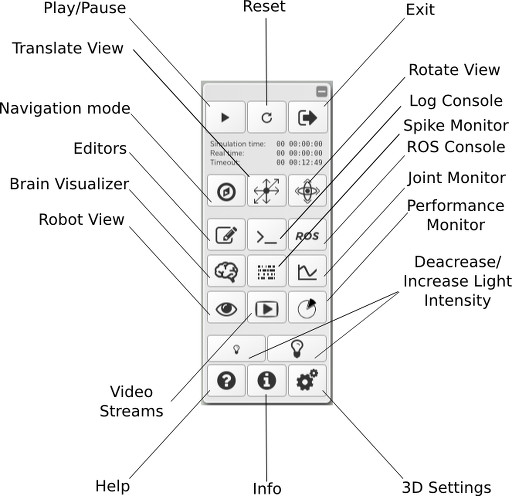 Play/Pause
Reset
Exit
Translate View
Rotate View
Log Console
Navigation mode
Spike Monitor
Editors
ROS Console
Brain Visualizer
Joint Monitor
Robot View
Performance
Monitor
Simulation time: 00 00:00:00
Real time: 00 00:00:00
Timeout: 00 00:12:49
>_
ROS
Deacrease/
Increase Light
Intensity
Video
Streams
Help
Info
3D Settings